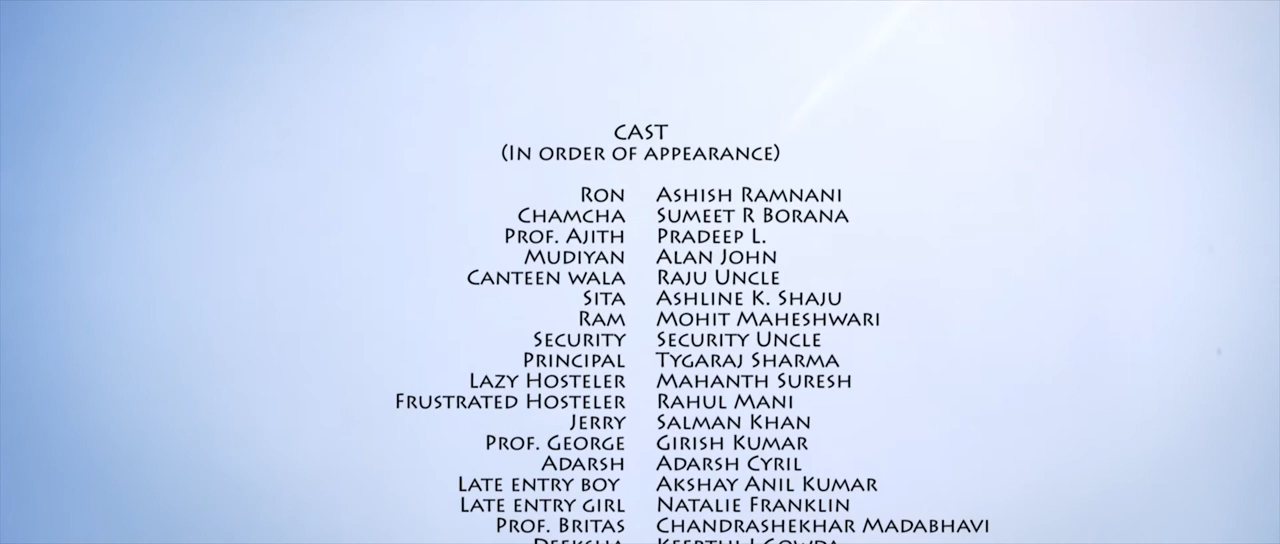 CAST
(IN ORDER OF APPEARANCE)
RON ASHISH RAMNANI
CHAMCHA SUMEET R BORANA
PROF. AJITH PRADEEP L.
MUDIYAN ALAN JOHN
CANTEEN WALA RAJU UNCLE
SITA ASHLINE K. SHAJU
RAM MOHIT MAHESHWARI
SECURITY SECURITY UNCLE
PRINCIPAL TYGARAJ SHARMA
LAZY HOSTELER MAHANTH SURESH
FRUSTRATED HOSTELER RAHUL MANI
JERRY SALMAN KHAN
PROF. GEORGE GIRISH KUMAR
ADARSH ADARSH CYRIL
LATE ENTRY BOY AKSHAY ANIL KUMAR
LATE ENTRY GIRL NATALIE FRANKLIN
PROF. BRITAS CHANDRASHEKHAR MADABHAVI